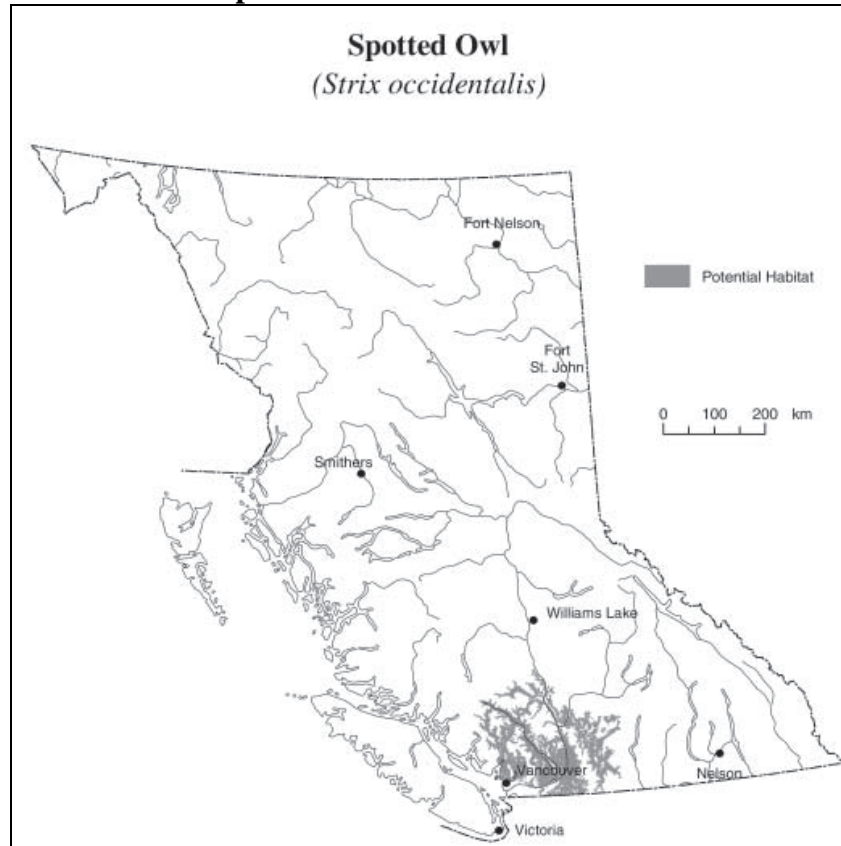 Spotted Owl
(Strix occidentalis)
Fort Nelson
Potential Habitat
Fort
St. John
0 100 200 km
Smithers
Williams Lake
Vancouver
Nelson
Victoria